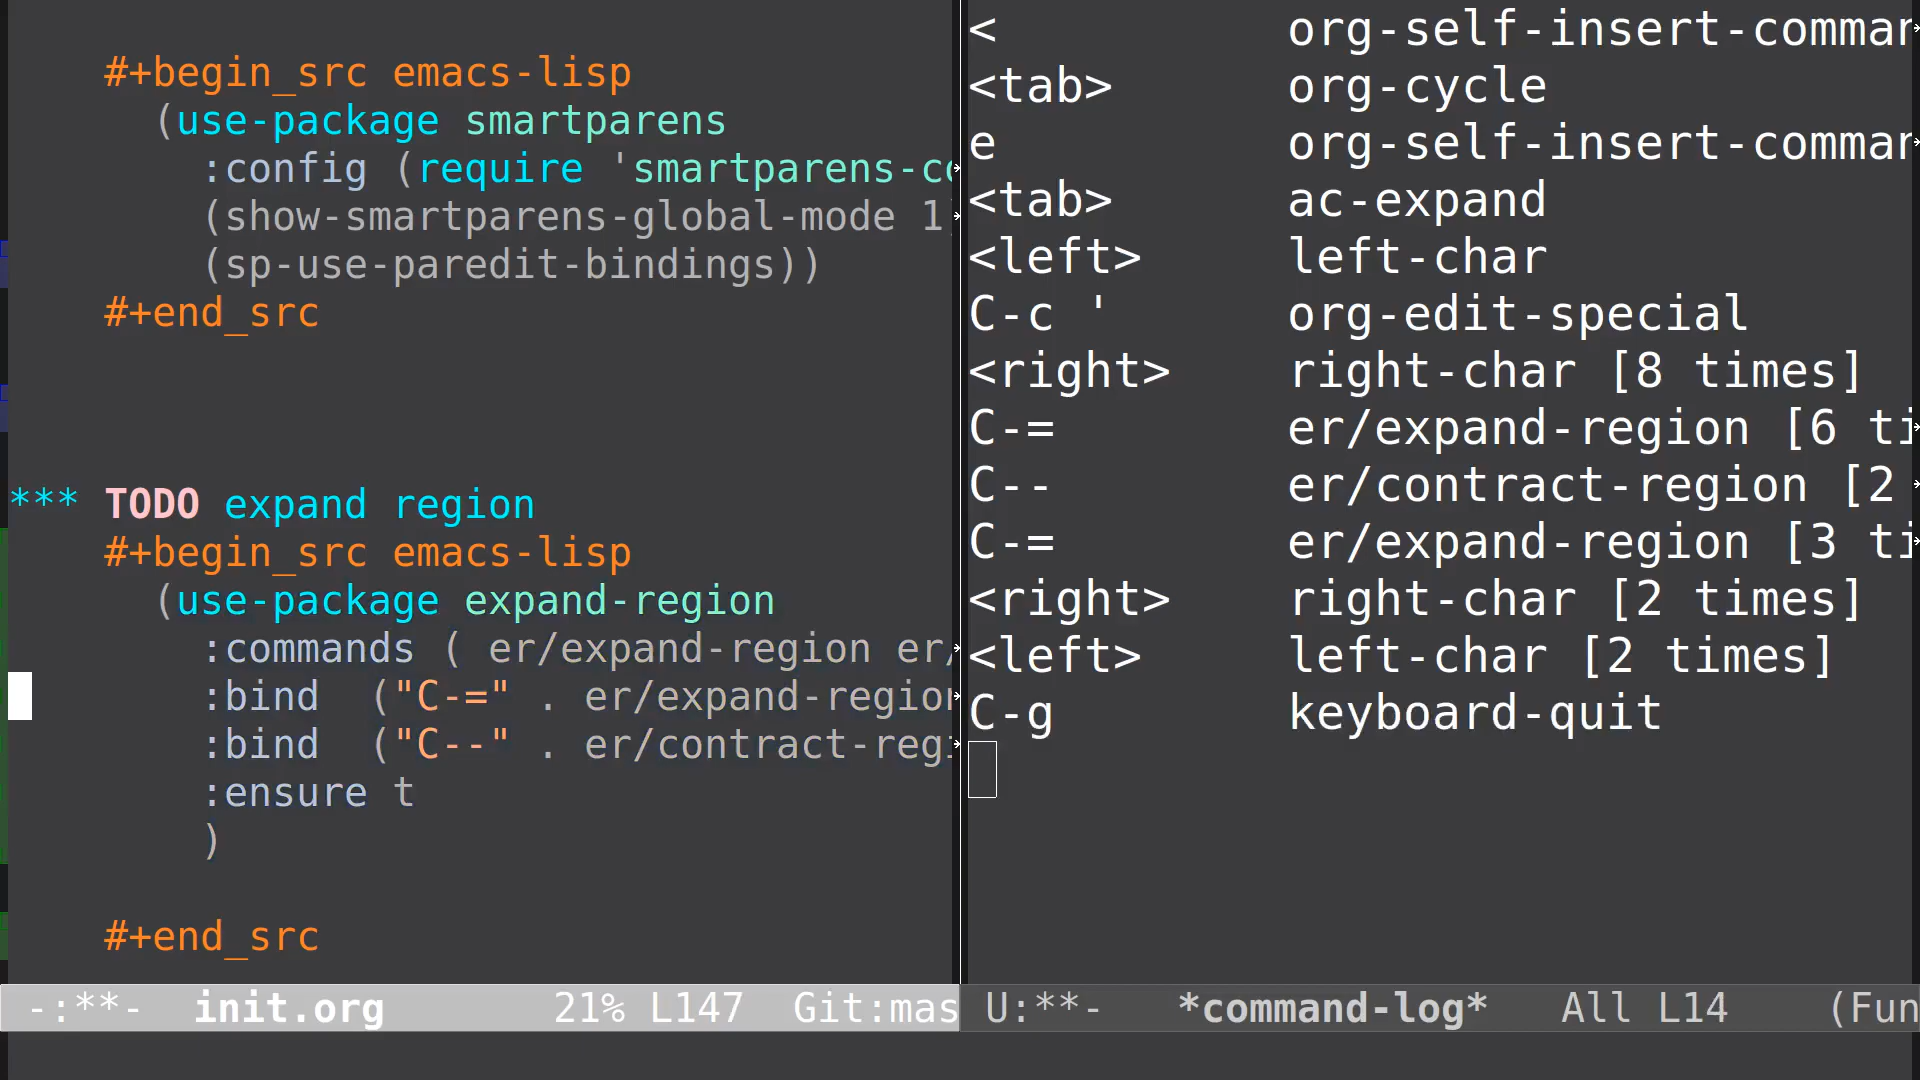 #+begin_src emacs-lisp
(use-package smartparens
:config (require 'smartparens-co
(show-smartparens-global-mode 1)
(sp-use-paredit-bindings))
#+end_src
*** TODO expand region
#+begin_src emacs-lisp
(use-package expand-region
:commands ( er/expand-region er/
:bind  ("C-=" . er/expand-region
:bind  ("C--" . er/contract-regi
:ensure t
)
#+end_src
-:**-  init.org       21% L147  Git:mas
< org-self-insert-comman
<tab> org-cycle
e org-self-insert-comman
<tab> ac-expand
<left> left-char
C-c ' org-edit-special
<right> right-char [8 times]
C-= er/expand-region [6 ti
C-- er/contract-region [2
C-= er/expand-region [3 ti
<right> right-char [2 times]
<left> left-char [2 times]
C-g keyboard-quit
U:**-   *command-log*   All L14    (Fun